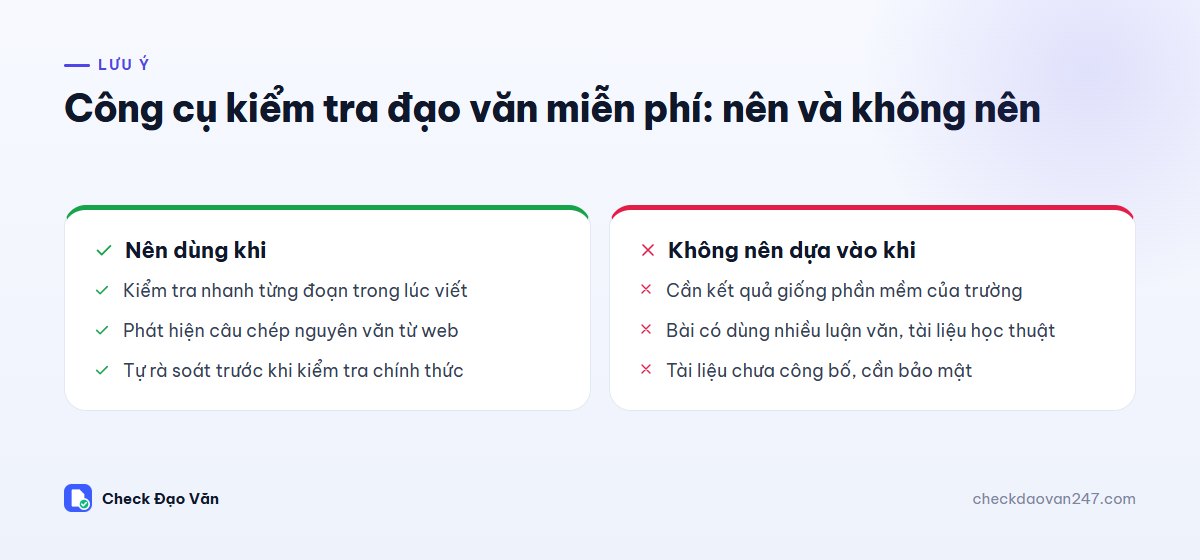 LƯU Ý
Công cụ kiểm tra đạo văn miễn phí: nên và không nên
Nên dùng khi
Kiểm tra nhanh từng đoạn trong lúc viết
Phát hiện câu chép nguyên văn từ web
Tự rà soát trước khi kiểm tra chính thức
Không nên dựa vào khi
Cần kết quả giống phần mềm của trường
Bài có dùng nhiều luận văn, tài liệu học thuật
Tài liệu chưa công bố, cần bảo mật
Check Đạo Văn
checkdaovan247.com